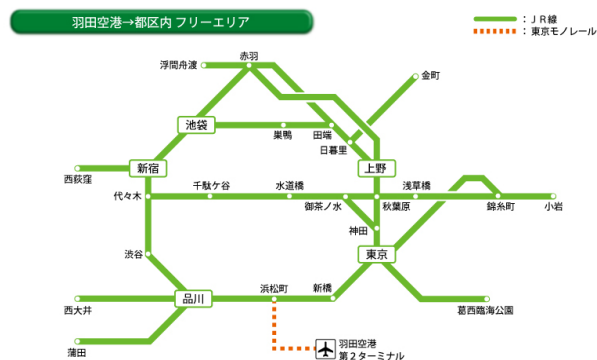 羽田空港→都区内 フリーエリア
：ＪＲ線
：東京モノレール
浮間舟渡
赤羽
金町
池袋
巣鴨
田端
日暮里
新宿
上野
西荻窪
代々木
千駄ケ谷
水道橋
御茶ノ水
秋葉原
浅草橋
錦糸町
小岩
神田
渋谷
東京
品川
浜松町
新橋
西大井
葛西臨海公園
蒲田
羽田空港
第２ターミナル